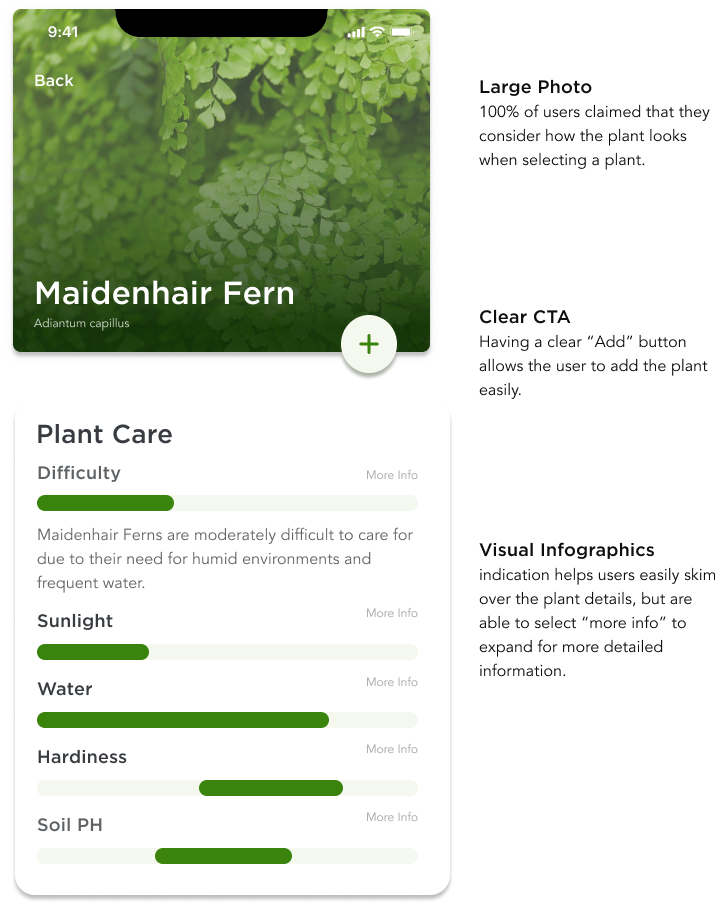 9:41
Back
Maidenhair Fern
Adiantum capillus
Large Photo
100% of users claimed that they
consider how the plant looks
when selecting a plant.
Clear CTA
Having a clear “Add” button
allows the user to add the plant
easily.
Plant Care
Difficulty
More Info
Maidenhair Ferns are moderately difficult to care for
due to their need for humid environments and
frequent water.
Sunlight
More Info
Water
More Info
Hardiness
More Info
Soil PH
More Info
Visual Infographics
indication helps users easily skim
over the plant details, but are
able to select “more info” to
expand for more detailed
information.